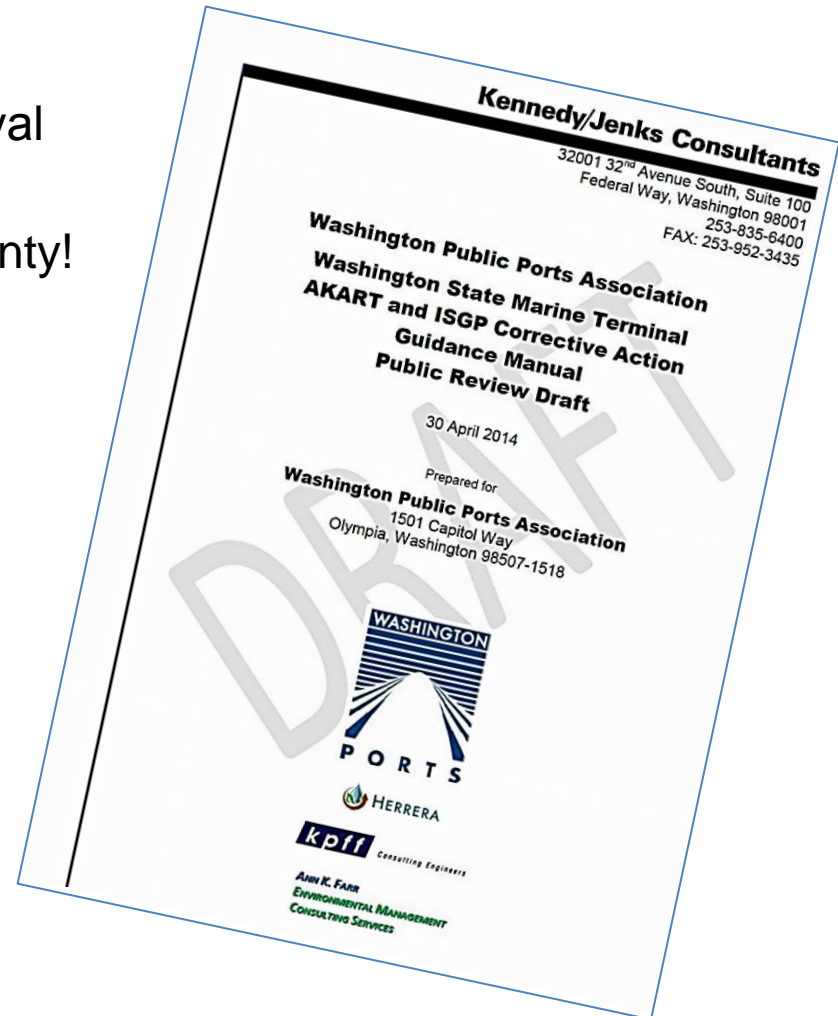 val
nty!
Kennedy/Jenks Consultants
32001 32nd Avenue South, Suite 100
Federal Way, Washington 98001
253-835-6400
FAX: 253-952-3435
Washington Public Ports Association
Washington State Marine Terminal
AKART and ISGP Corrective Action
Guidance Manual
Public Review Draft
30 April 2014
Prepared for
Washington Public Ports Association
1501 Capitol Way
Olympia, Washington 98507-1518
DRAFT
WASHINGTON
PORTS
HERRERA
kpff Consulting Engineers
ANN K. FARR
ENVIRONMENTAL MANAGEMENT
CONSULTING SERVICES